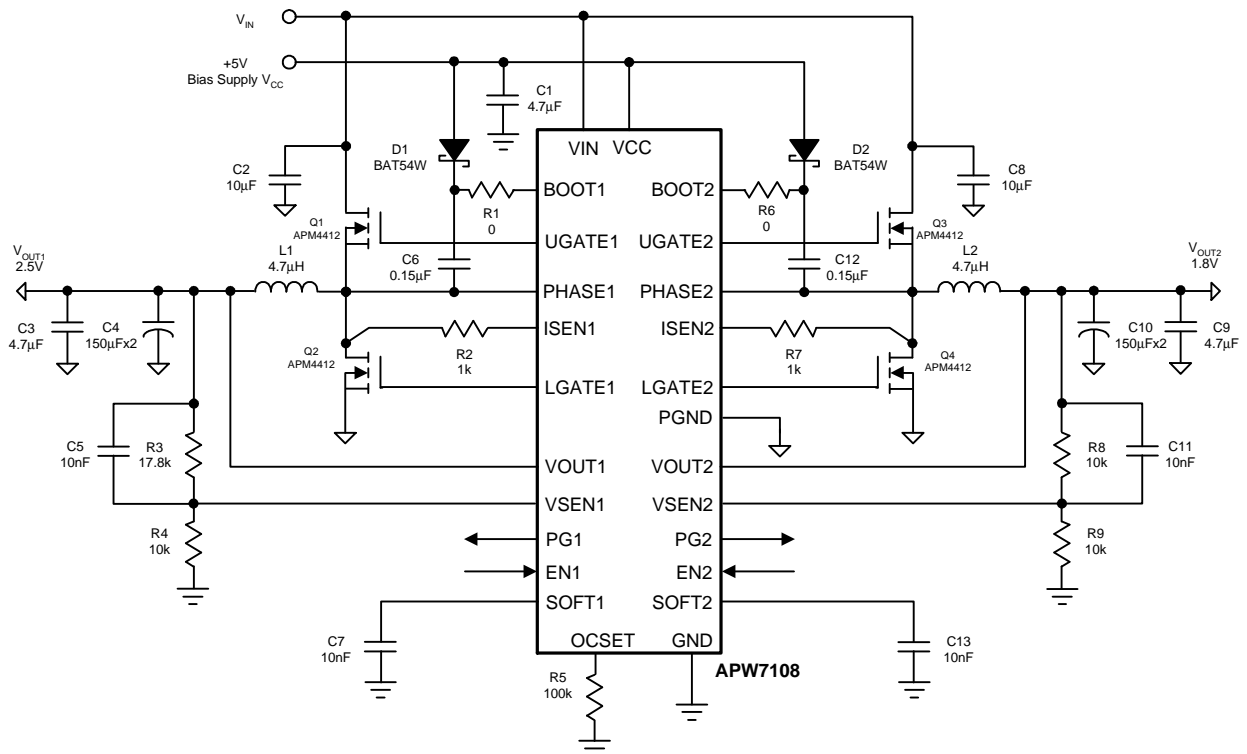 VIN
+5V
Bias Supply VCC
C1
4.7μF
VIN
VCC
D1
BAT54W
D2
BAT54W
C2
10μF
C8
10μF
BOOT1
BOOT2
R1
0
R6
0
Q1
APM4412
Q3
APM4412
UGATE1
UGATE2
VOUT1
2.5V
L1
4.7μH
C6
0.15μF
C12
0.15μF
L2
4.7μH
VOUT2
1.8V
PHASE1
PHASE2
C3
4.7μF
C4
150μFx2
ISEN1
ISEN2
C10
150μFx2
C9
4.7μF
Q2
APM4412
R2
1k
R7
1k
Q4
APM4412
LGATE1
LGATE2
PGND
C5
10nF
R3
17.8k
R8
10k
C11
10nF
VOUT1
VOUT2
VSEN1
VSEN2
R4
10k
R9
10k
PG1
PG2
EN1
EN2
SOFT1
SOFT2
C7
10nF
OCSET
GND
C13
10nF
APW7108
R5
100k